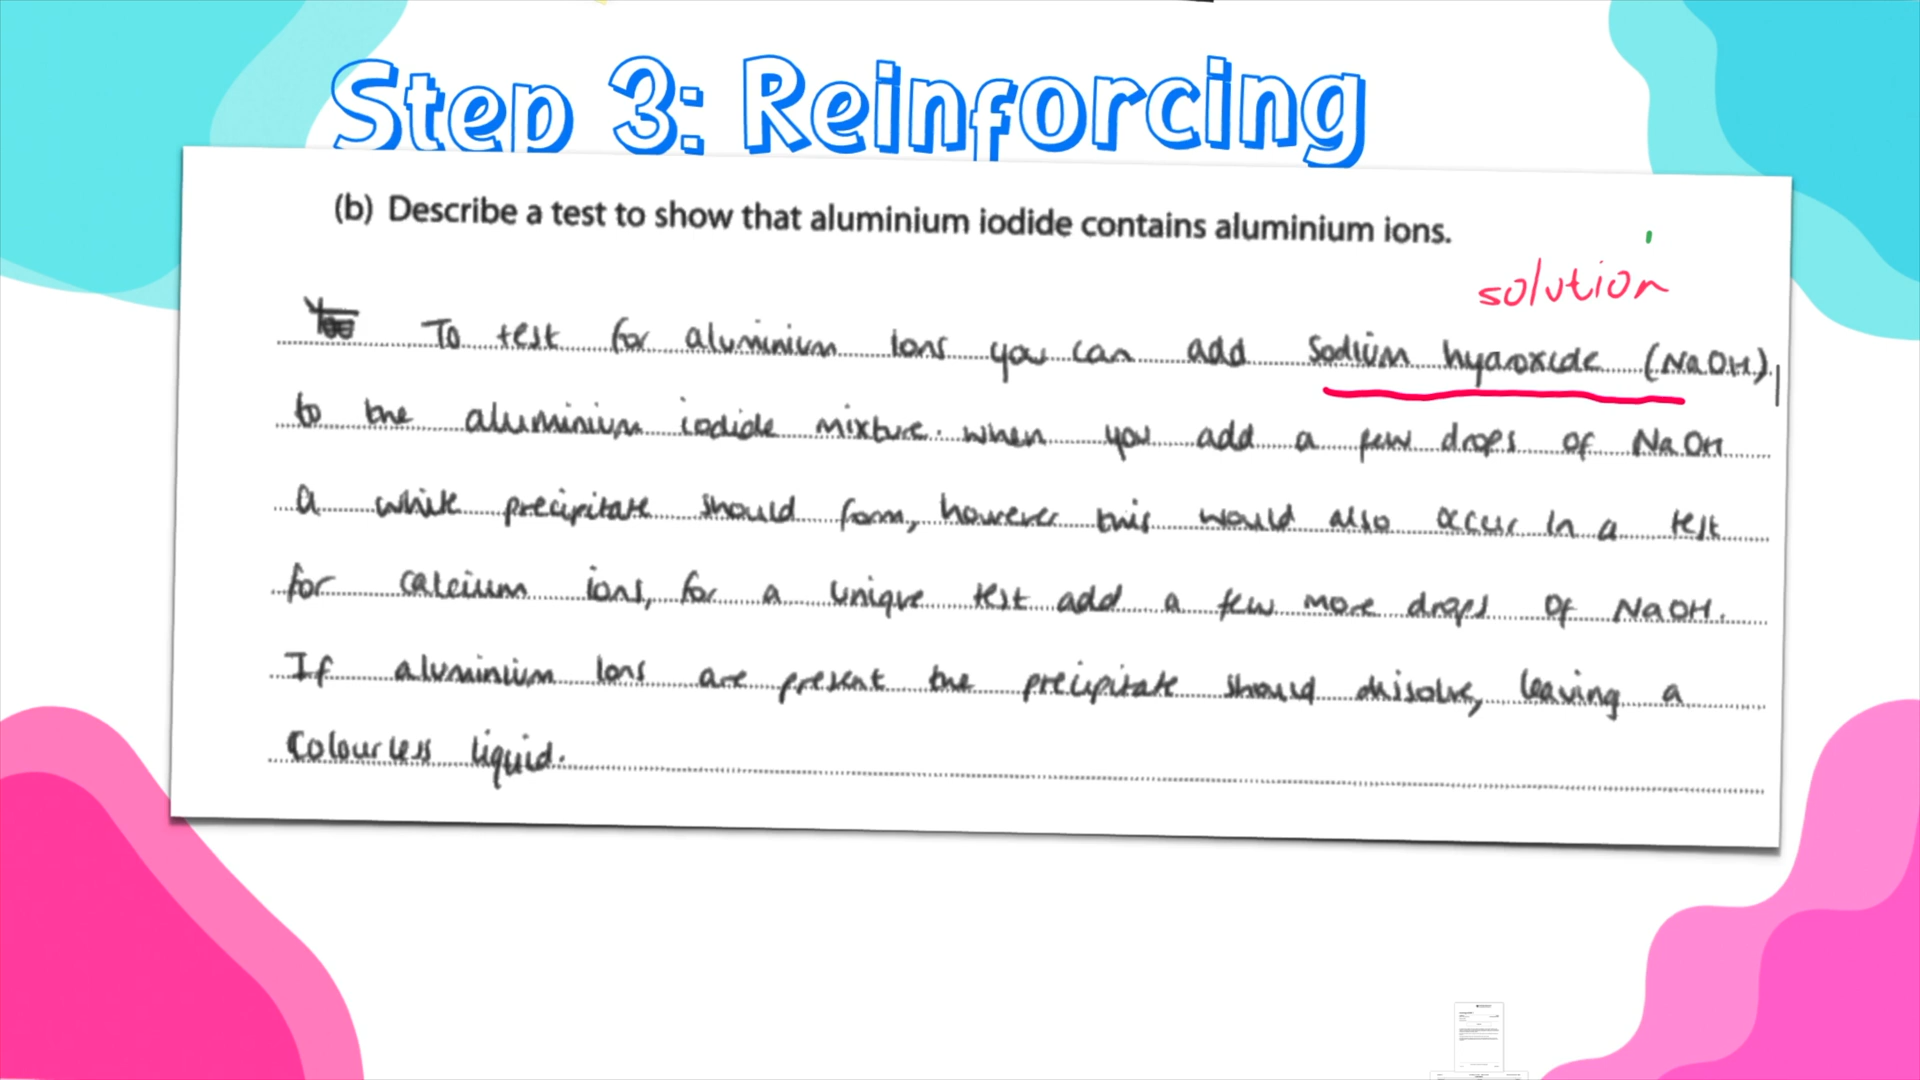 Step 3: Reinforcing
(b) Describe a test to show that aluminium iodide contains aluminium ions.
solution
To test for aluminium ions you can add sodium hydroxide (NaOH)
to the aluminium iodide mixture. when you add a few drops of NaOH
a white precipitate should form, however this would also occur in a test
for calcium ions, for a unique test add a few more drops of NaOH.
If aluminium ions are present the precipitate should disolve, leaving a
colourless liquid.